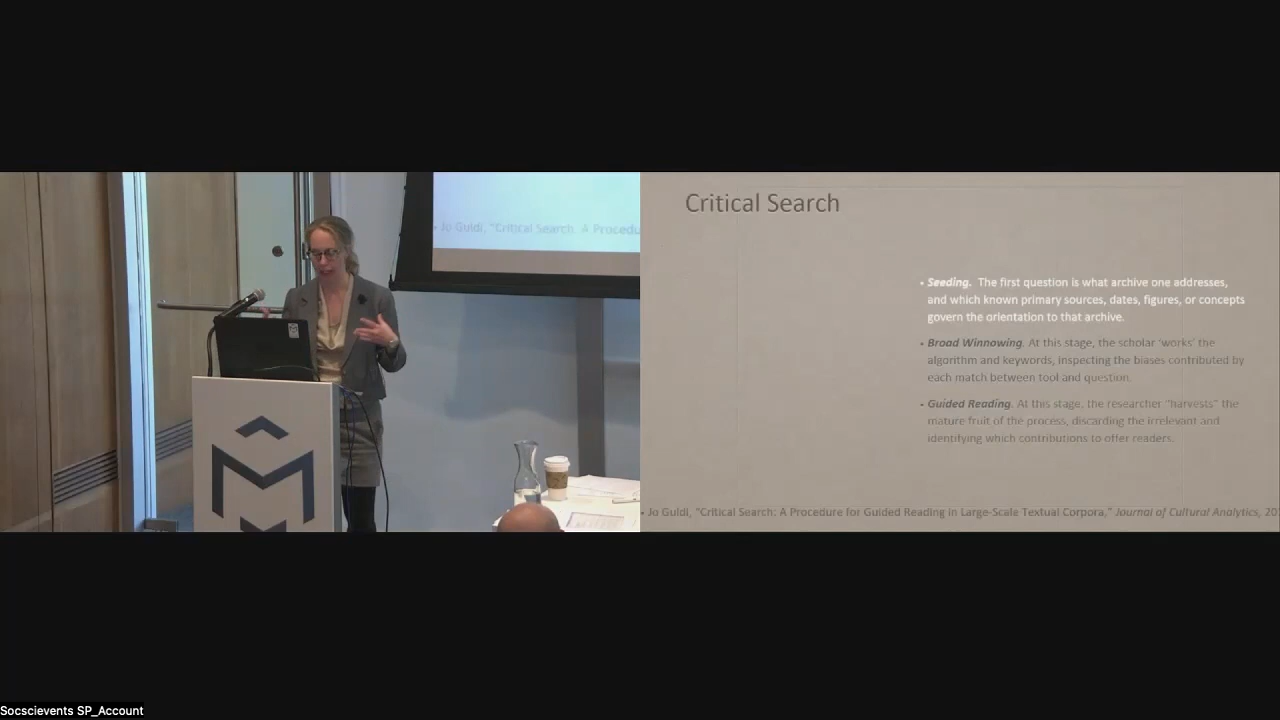 Jo Guldi, "Critical Search: A Procedu
Critical Search
• Seeding. The first question is what archive one addresses,
and which known primary sources, dates, figures, or concepts
govern the orientation to that archive.
• Broad Winnowing. At this stage, the scholar 'works' the
algorithm and keywords, inspecting the biases contributed by
each match between tool and question.
• Guided Reading. At this stage, the researcher "harvests" the
mature fruit of the process, discarding the irrelevant and
identifying which contributions to offer readers.
• Jo Guldi, "Critical Search: A Procedure for Guided Reading in Large-Scale Textual Corpora," Journal of Cultural Analytics, 20
Socscievents SP_Account